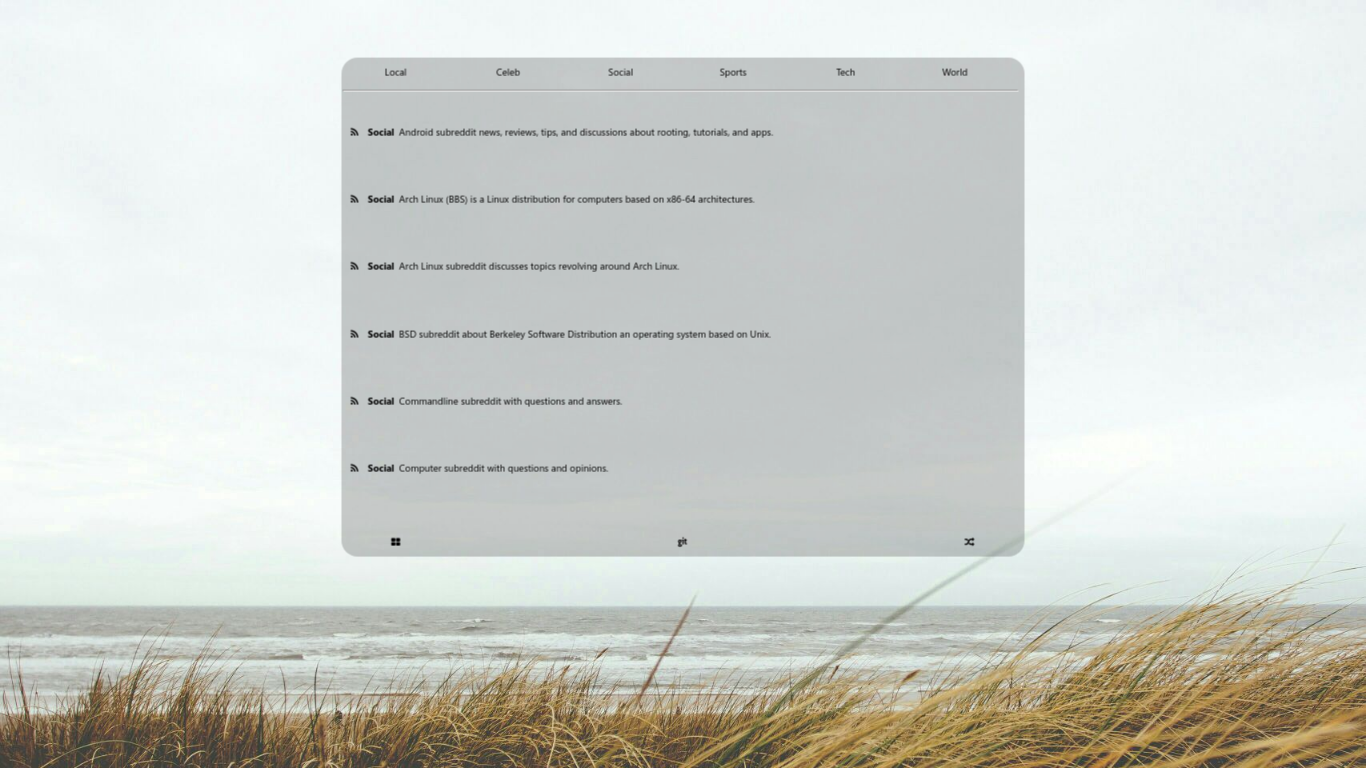 Local Celeb Social Sports Tech World
Social Android subreddit news, reviews, tips, and discussions about rooting, tutorials, and apps.
Social Arch Linux (BBS) is a Linux distribution for computers based on x86-64 architectures.
Social Arch Linux subreddit discusses topics revolving around Arch Linux.
Social BSD subreddit about Berkeley Software Distribution an operating system based on Unix.
Social Commandline subreddit with questions and answers.
Social Computer subreddit with questions and opinions.
git